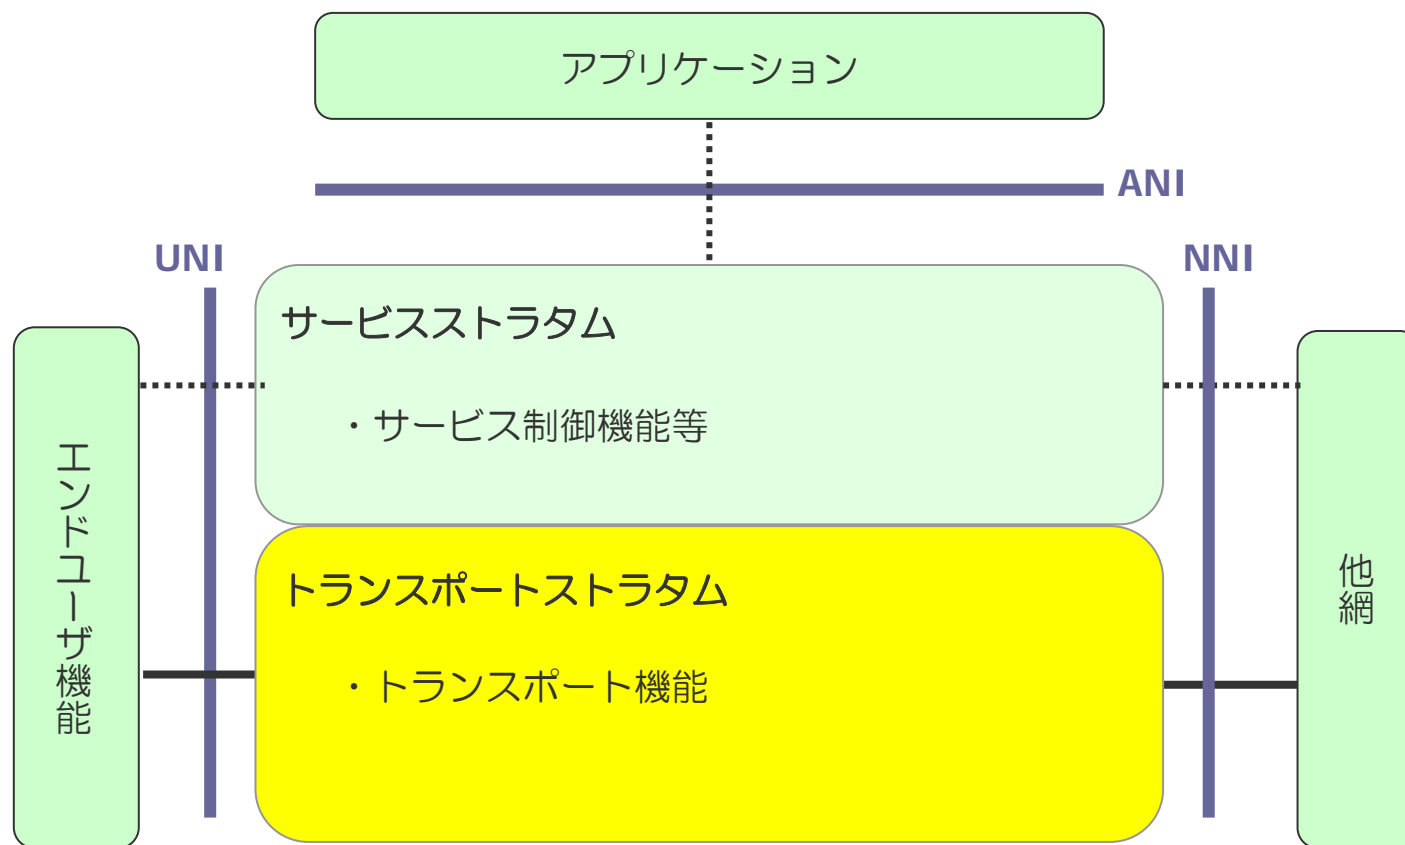 アプリケーション
ANI
UNI
NNI
サービスストラタム
・サービス制御機能等
エンドユーザ機能
他網
トランスポートストラタム
・トランスポート機能